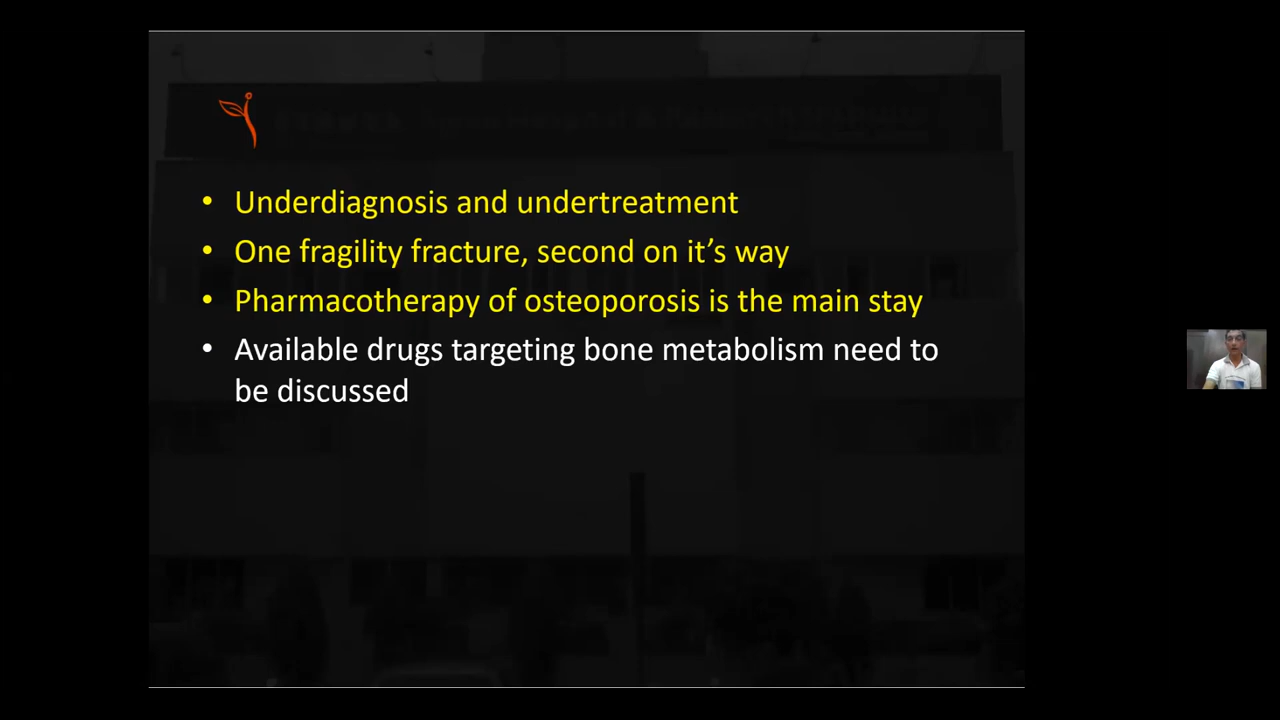 • Underdiagnosis and undertreatment
• One fragility fracture, second on it’s way
• Pharmacotherapy of osteoporosis is the main stay
• Available drugs targeting bone metabolism need to
be discussed